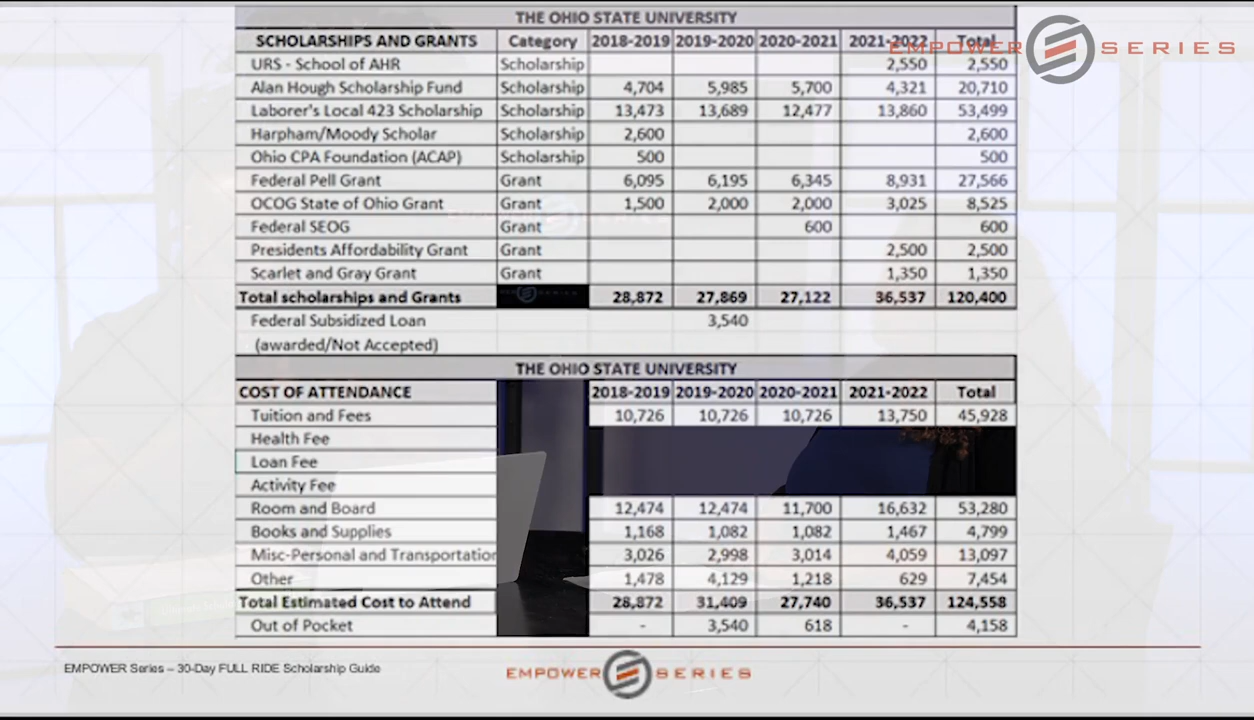 THE OHIO STATE UNIVERSITY
SCHOLARSHIPS AND GRANTS Category 2018-2019 2019-2020 2020-2021 2021-2022 Total
EMPOWER SERIES
URS - School of AHR Scholarship 2,550 2,550
Alan Hough Scholarship Fund Scholarship 4,704 5,985 5,700 4,321 20,710
Laborer's Local 423 Scholarship Scholarship 13,473 13,689 12,477 13,860 53,499
Harpham/Moody Scholar Scholarship 2,600 2,600
Ohio CPA Foundation (ACAP) Scholarship 500 500
Federal Pell Grant Grant 6,095 6,195 6,345 8,931 27,566
OCOG State of Ohio Grant Grant 1,500 2,000 2,000 3,025 8,525
Federal SEOG Grant 600 600
Presidents Affordability Grant Grant 2,500 2,500
Scarlet and Gray Grant Grant 1,350 1,350
Total scholarships and Grants 28,872 27,869 27,122 36,537 120,400
Federal Subsidized Loan 3,540
(awarded/Not Accepted)
THE OHIO STATE UNIVERSITY
COST OF ATTENDANCE 2018-2019 2019-2020 2020-2021 2021-2022 Total
Tuition and Fees 10,726 10,726 10,726 13,750 45,928
Health Fee
Loan Fee
Activity Fee
Room and Board 12,474 12,474 11,700 16,632 53,280
Books and Supplies 1,168 1,082 1,082 1,467 4,799
Misc-Personal and Transportation 3,026 2,998 3,014 4,059 13,097
Other 1,478 4,129 1,218 629 7,454
Total Estimated Cost to Attend 28,872 31,409 27,740 36,537 124,558
Out of Pocket - 3,540 618 - 4,158
EMPOWER Series – 30-Day FULL RIDE Scholarship Guide
EMPOWER SERIES